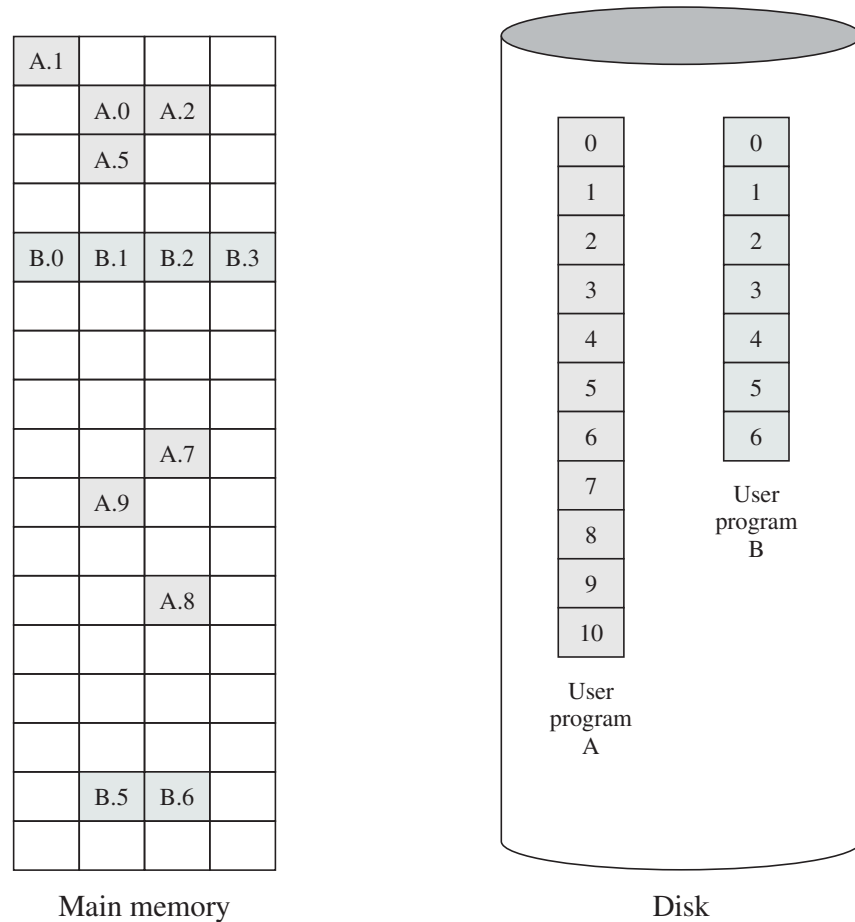 A.1
A.0 A.2
A.5
B.0 B.1 B.2 B.3
A.7
A.9
A.8
B.5 B.6
Main memory
0
1
2
3
4
5
6
7
8
9
10
User
program
A
0
1
2
3
4
5
6
User
program
B
Disk